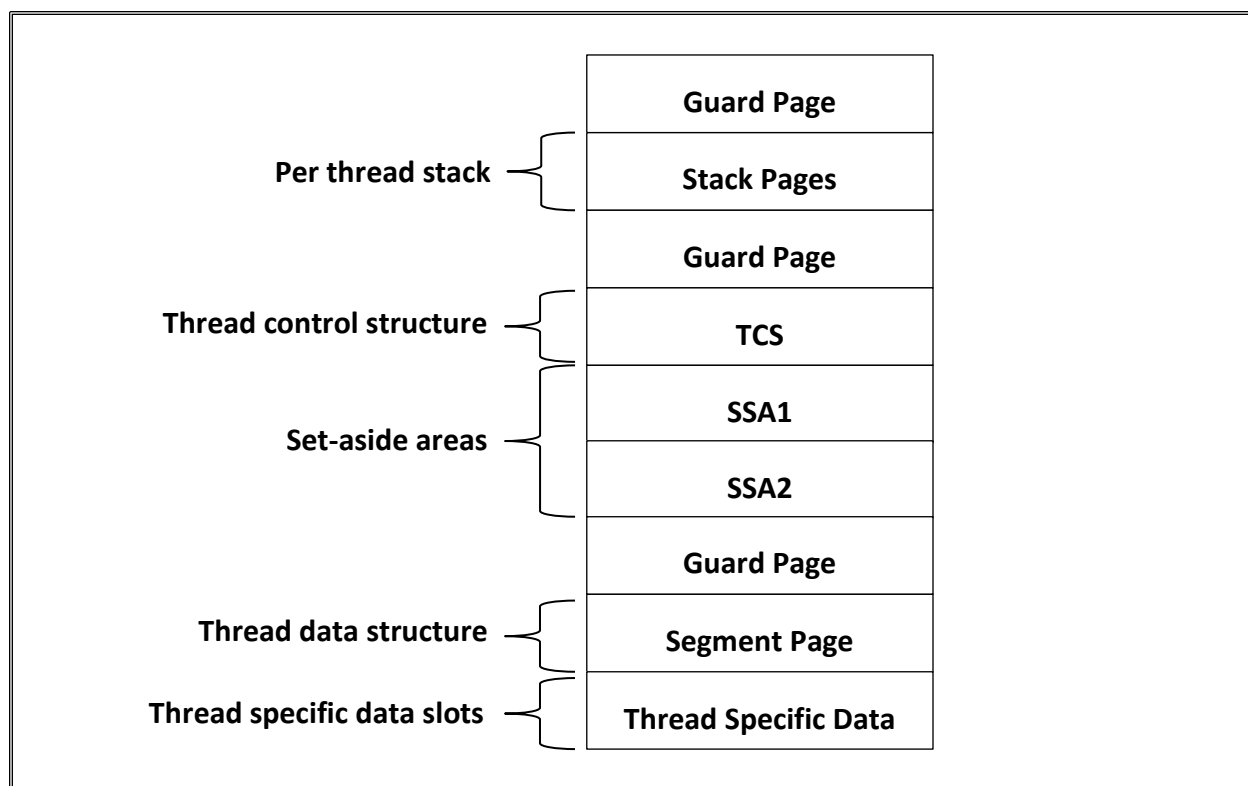 Guard Page
Per thread stack
Stack Pages
Guard Page
Thread control structure
TCS
SSA1
Set-aside areas
SSA2
Guard Page
Thread data structure
Segment Page
Thread specific data slots
Thread Specific Data